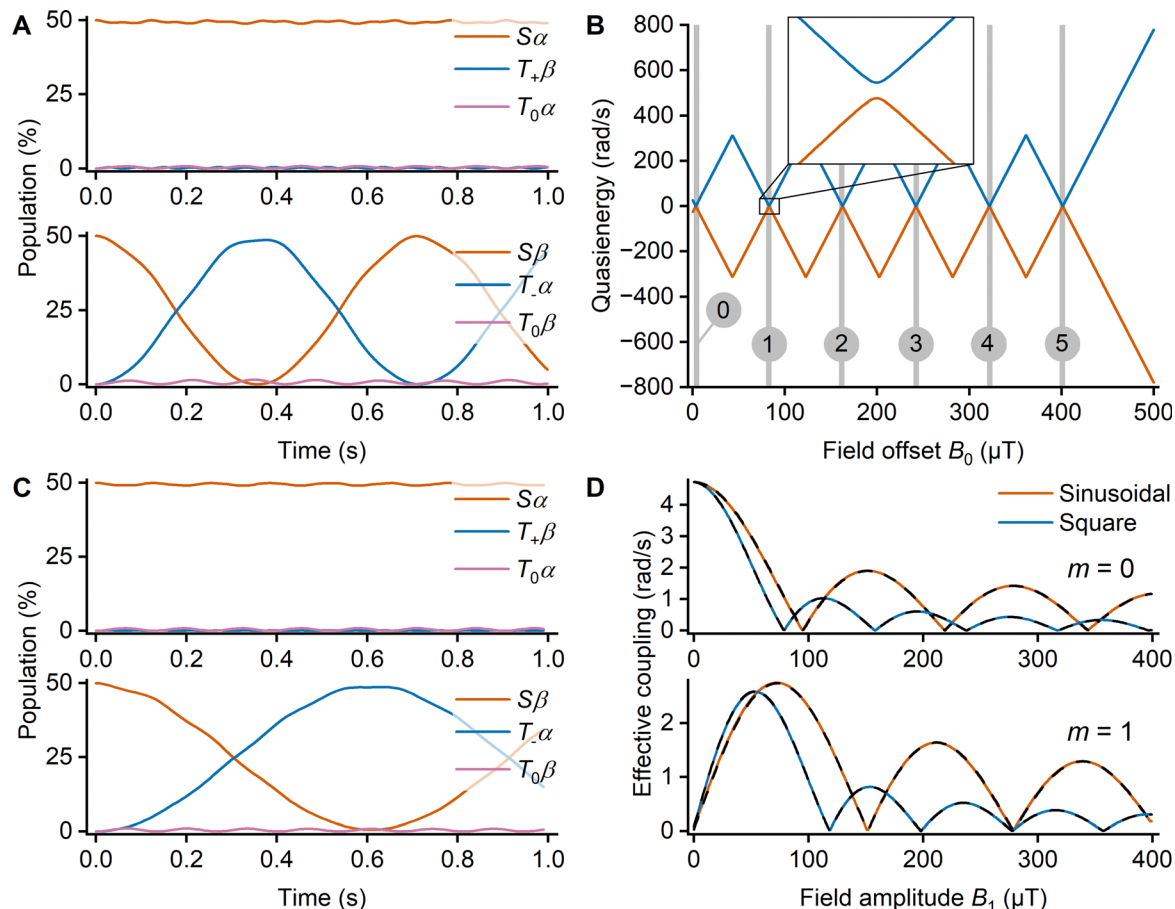 A
50
25
0
Population (%)
Sα
T₊β
T₀α
0.0 0.2 0.4 0.6 0.8 1.0
50
25
0
Sβ
T₋α
T₀β
0.0 0.2 0.4 0.6 0.8 1.0
Time (s)
B
800
600
400
200
0
−200
−400
−600
−800
Quasienergy (rad/s)
0
1 2 3 4 5
0 100 200 300 400 500
Field offset B₀ (µT)
C
50
25
0
Population (%)
Sα
T₊β
T₀α
0.0 0.2 0.4 0.6 0.8 1.0
50
25
0
Sβ
T₋α
T₀β
0.0 0.2 0.4 0.6 0.8 1.0
Time (s)
D
4
3
2
1
0
Effective coupling (rad/s)
Sinusoidal
Square
m = 0
0 100 200 300 400
2
1
0
m = 1
0 100 200 300 400
Field amplitude B₁ (µT)